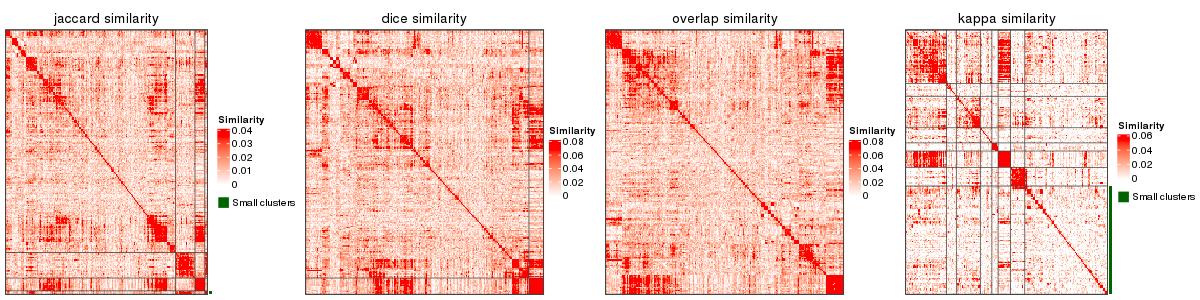 jaccard similarity
Similarity
0.04
0.03
0.02
0.01
0
Small clusters
dice similarity
Similarity
0.08
0.06
0.04
0.02
0
overlap similarity
Similarity
0.08
0.06
0.04
0.02
0
kappa similarity
Similarity
0.06
0.04
0.02
0
Small clusters